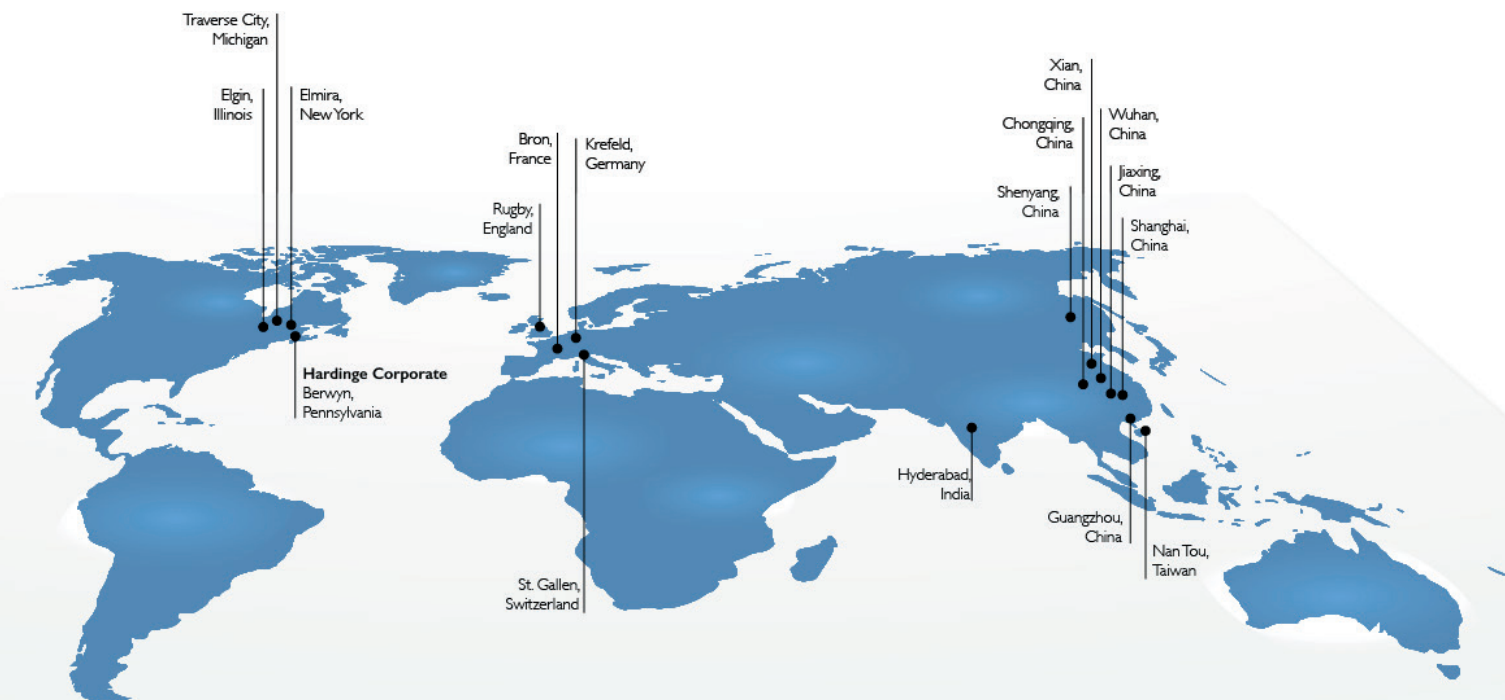 Traverse City,
Michigan
Elgin,
Illinois
Elmira,
New York
Hardinge Corporate
Berwyn,
Pennsylvania
Bron,
France
Krefeld,
Germany
Rugby,
England
St. Gallen,
Switzerland
Xian,
China
Chongqing,
China
Wuhan,
China
Jiaxing,
China
Shenyang,
China
Shanghai,
China
Hyderabad,
India
Guangzhou,
China
Nan Tou,
Taiwan